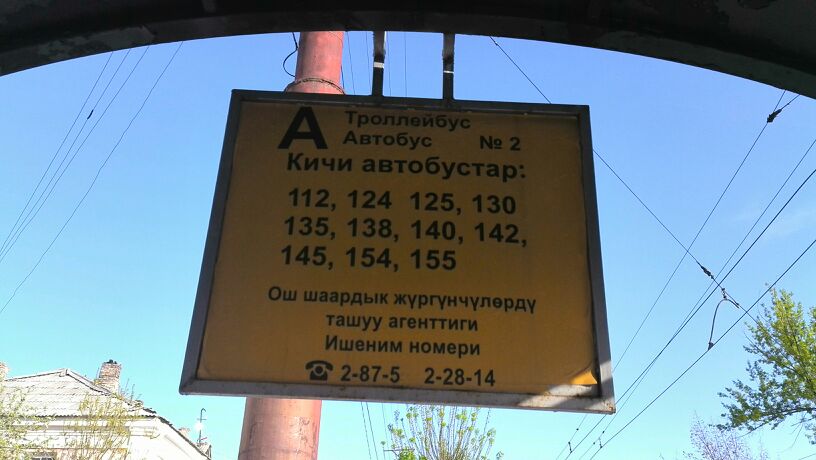 А Троллейбус
Автобус № 2
Кичи автобустар:
112, 124 125, 130
135, 138, 140, 142,
145, 154, 155
Ош шаардык жүргүнчүлөрдү
ташуу агенттиги
Ишеним номери
☎ 2-87-5 2-28-14